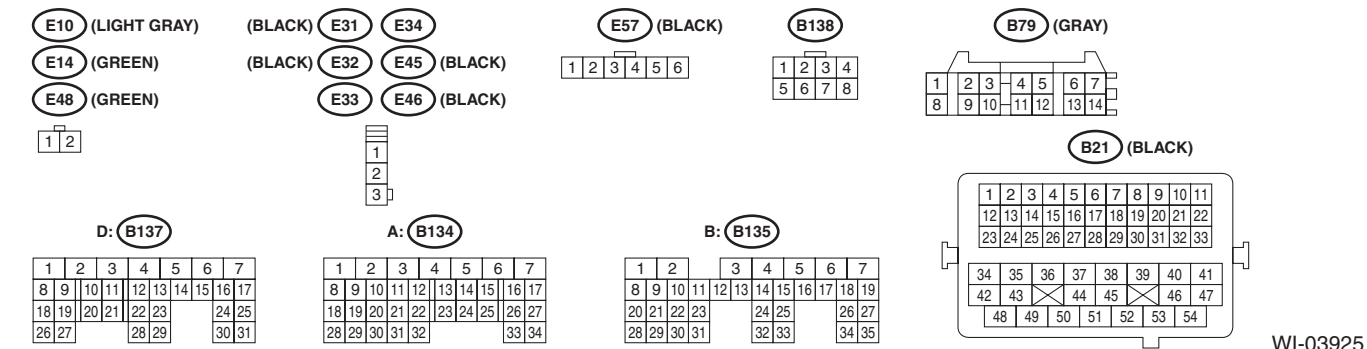 E10 (LIGHT GRAY) (BLACK) E31 E34 E57 (BLACK) B138 B79 (GRAY)
E14 (GREEN) (BLACK) E32 E45 (BLACK)
E48 (GREEN) E33 E46 (BLACK)
1 2
1
2
3
1 2 3 4 5 6
1 2 3 4
5 6 7 8
1 2 3 4 5 6 7
8 9 10 11 12 13 14
B21 (BLACK)
1 2 3 4 5 6 7 8 9 10 11
12 13 14 15 16 17 18 19 20 21 22
23 24 25 26 27 28 29 30 31 32 33
34 35 36 37 38 39 40 41
42 43 44 45 46 47
48 49 50 51 52 53 54
D: B137
1 2 3 4 5 6 7
8 9 10 11 12 13 14 15 16 17
18 19 20 21 22 23 24 25
26 27 28 29 30 31
A: B134
1 2 3 4 5 6 7
8 9 10 11 12 13 14 15 16 17
18 19 20 21 22 23 24 25 26 27
28 29 30 31 32 33 34
B: B135
1 2 3 4 5 6 7
8 9 10 11 12 13 14 15 16 17 18 19
20 21 22 23 24 25 26 27
28 29 30 31 32 33 34 35
WI-03925